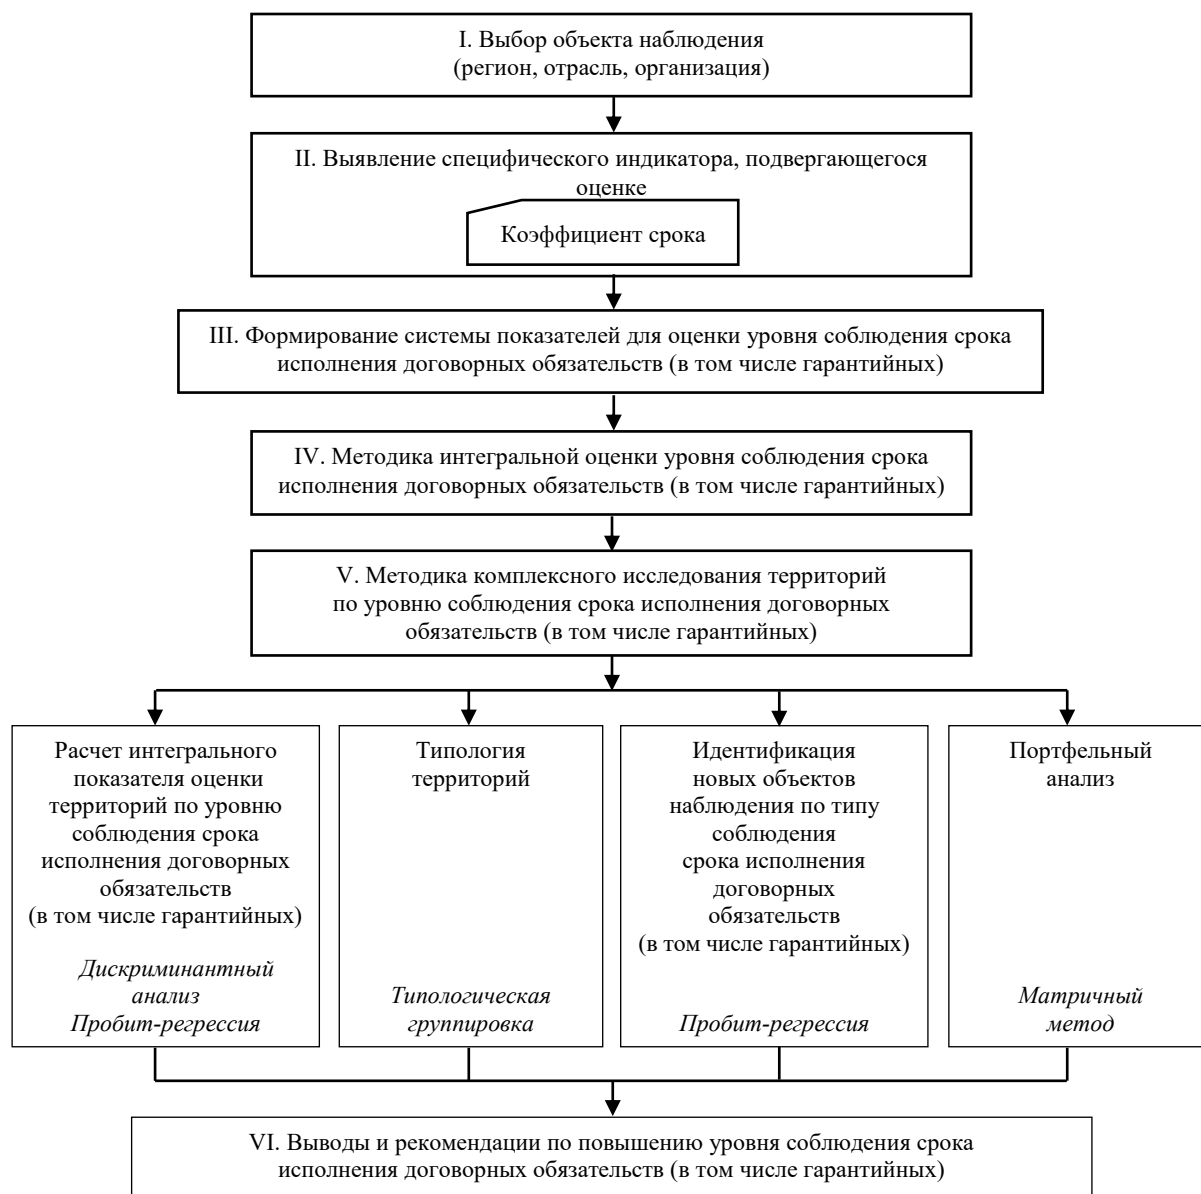 I. Выбор объекта наблюдения
(регион, отрасль, организация)
II. Выявление специфического индикатора, подвергающегося
оценке
Коэффициент срока
III. Формирование системы показателей для оценки уровня соблюдения срока
исполнения договорных обязательств (в том числе гарантийных)
IV. Методика интегральной оценки уровня соблюдения срока
исполнения договорных обязательств (в том числе гарантийных)
V. Методика комплексного исследования территорий
по уровню соблюдения срока исполнения договорных
обязательств (в том числе гарантийных)
Расчет интегрального
показателя оценки
территорий по уровню
соблюдения срока
исполнения договорных
обязательств
(в том числе гарантийных)
Дискриминантный
анализ
Пробит-регрессия
Типология
территорий
Типологическая
группировка
Идентификация
новых объектов
наблюдения по типу
соблюдения
срока исполнения
договорных
обязательств
(в том числе гарантийных)
Пробит-регрессия
Портфельный
анализ
Матричный
метод
VI. Выводы и рекомендации по повышению уровня соблюдения срока
исполнения договорных обязательств (в том числе гарантийных)